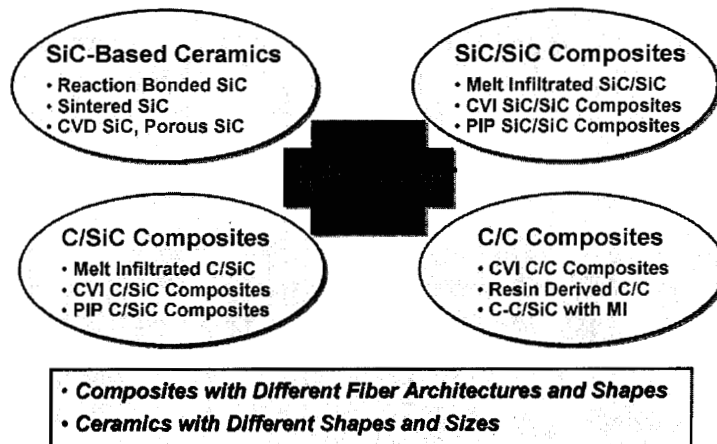 SiC-Based Ceramics
• Reaction Bonded SiC
• Sintered SiC
• CVD SiC, Porous SiC
SiC/SiC Composites
• Melt Infiltrated SiC/SiC
• CVI SiC/SiC Composites
• PIP SiC/SiC Composites
C/SiC Composites
• Melt Infiltrated C/SiC
• CVI C/SiC Composites
• PIP C/SiC Composites
C/C Composites
• CVI C/C Composites
• Resin Derived C/C
• C-C/SiC with MI
• Composites with Different Fiber Architectures and Shapes
• Ceramics with Different Shapes and Sizes